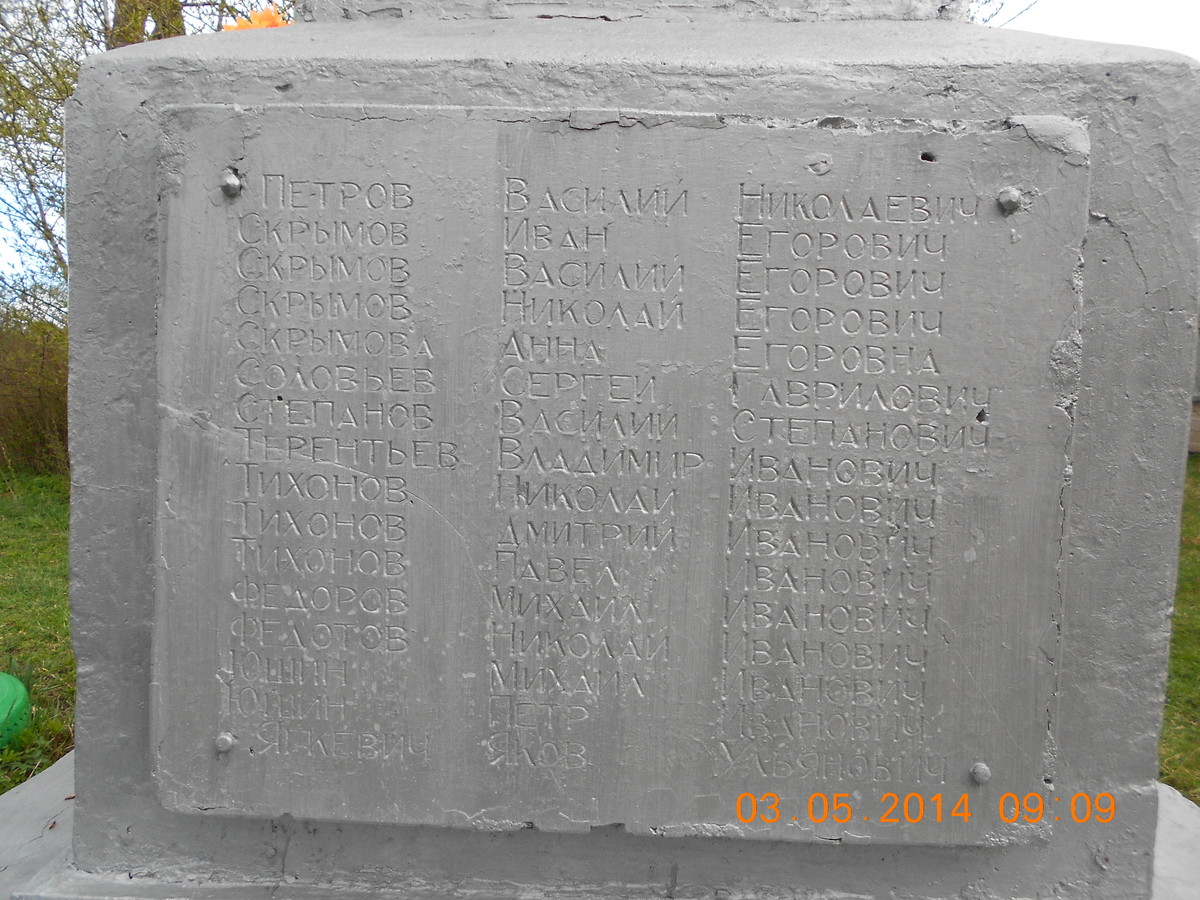 ПЕТРОВ ВАСИЛИЙ НИКОЛАЕВИЧ
СКРЫМОВ ИВАН ЕГОРОВИЧ
СКРЫМОВ ВАСИЛИЙ ЕГОРОВИЧ
СКРЫМОВ НИКОЛАЙ ЕГОРОВИЧ
СКРЫМОВА АННА ЕГОРОВНА
СОЛОВЬЕВ СЕРГЕЙ ГАВРИЛОВИЧ
СТЕПАНОВ ВАСИЛИЙ СТЕПАНОВИЧ
ТЕРЕНТЬЕВ ВЛАДИМИР ИВАНОВИЧ
ТИХОНОВ НИКОЛАЙ ИВАНОВИЧ
ТИХОНОВ ДМИТРИЙ ИВАНОВИЧ
ТИХОНОВ ПАВЕЛ ИВАНОВИЧ
ФЕДОРОВ МИХАИЛ ИВАНОВИЧ
ФЕДОТОВ НИКОЛАЙ ИВАНОВИЧ
ЮШИН МИХАИЛ ИВАНОВИЧ
ЮШИН ПЕТР ИВАНОВИЧ
ЯКОВ УЛЬЯНОВИЧ
03.05.2014 09:09